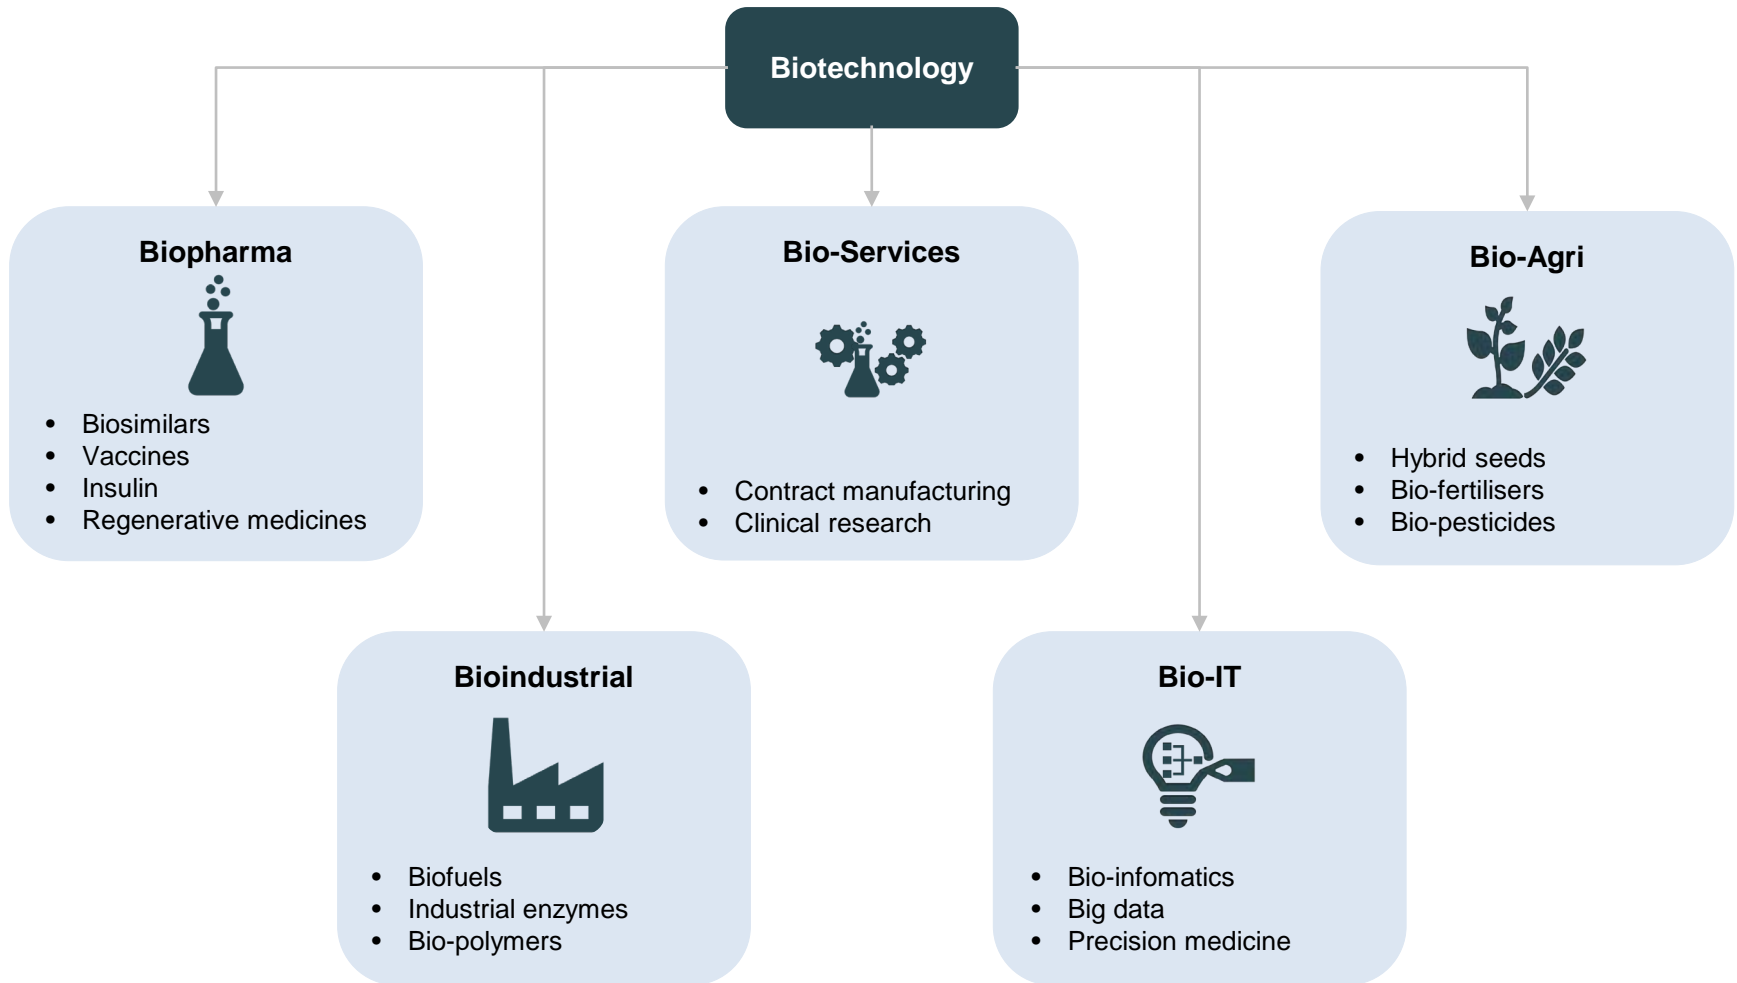 Biotechnology
Biopharma
• Biosimilars
• Vaccines
• Insulin
• Regenerative medicines
Bio-Services
• Contract manufacturing
• Clinical research
Bio-Agri
• Hybrid seeds
• Bio-fertilisers
• Bio-pesticides
Bioindustrial
• Biofuels
• Industrial enzymes
• Bio-polymers
Bio-IT
• Bio-infomatics
• Big data
• Precision medicine